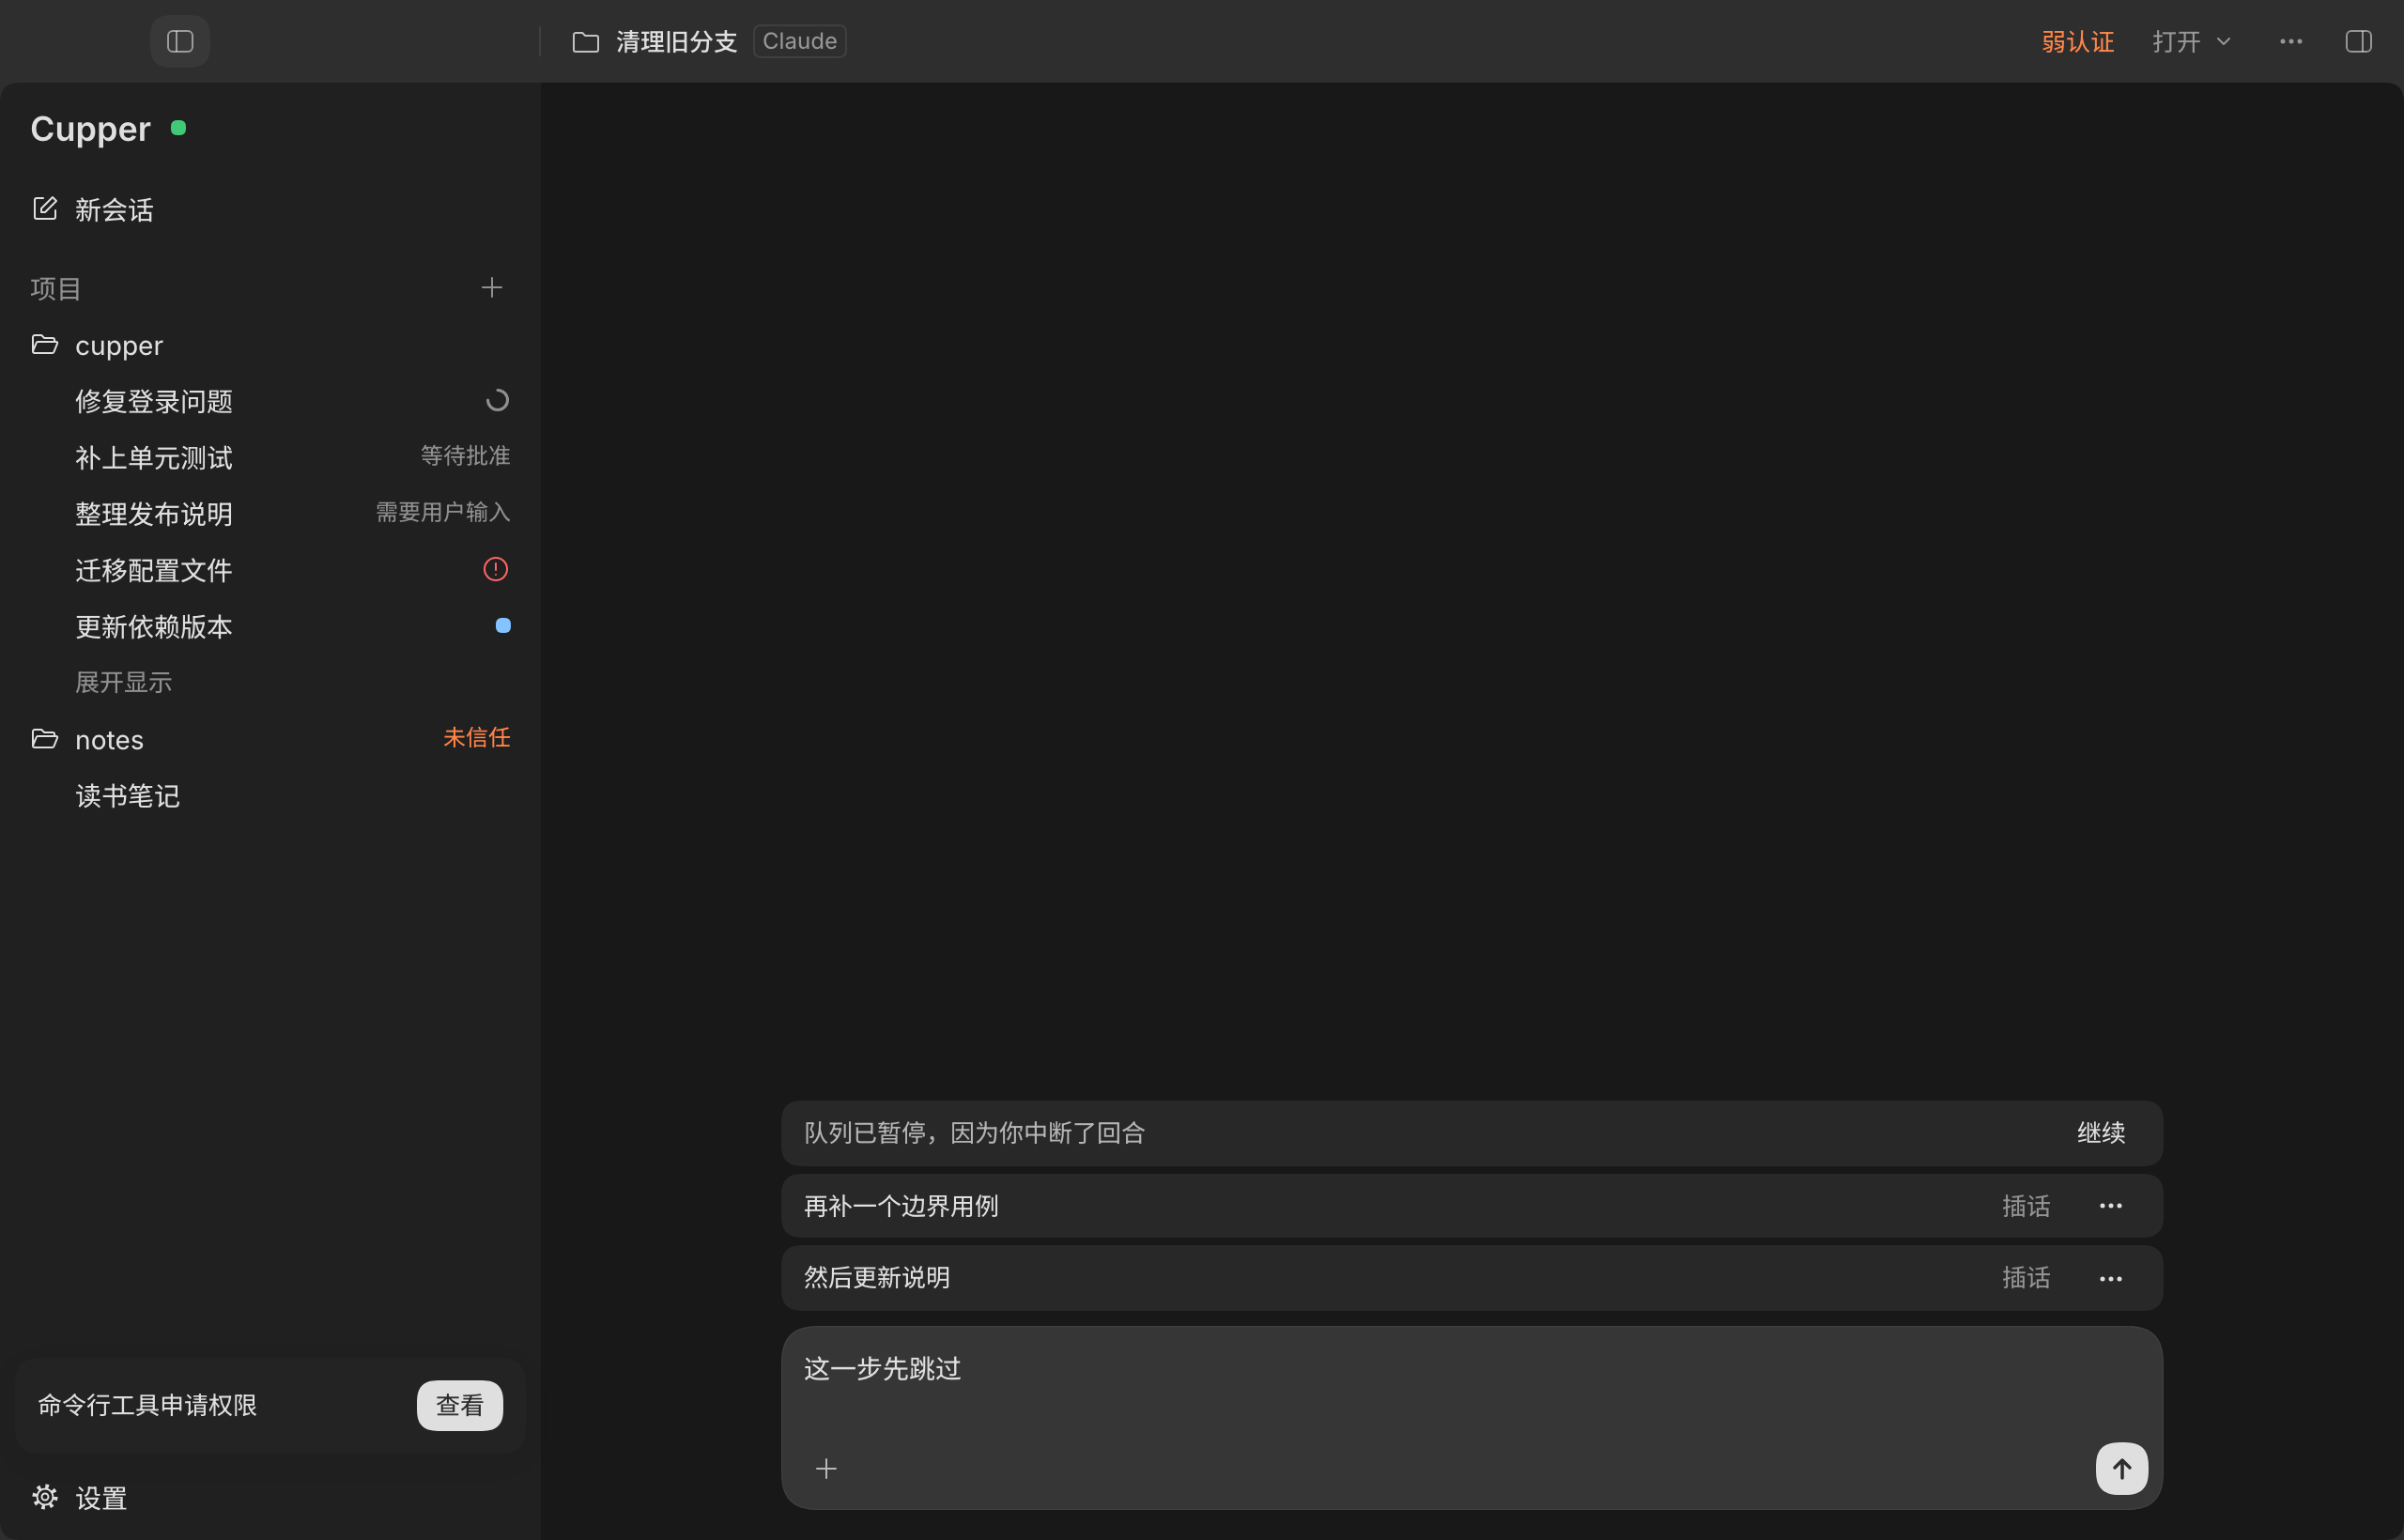 清理旧分支 Claude
弱认证 打开
Cupper
新会话
项目
cupper
修复登录问题
补上单元测试 等待批准
整理发布说明 需要用户输入
迁移配置文件
更新依赖版本
展开显示
notes 未信任
读书笔记
命令行工具申请权限 查看
设置
队列已暂停，因为你中断了回合 继续
再补一个边界用例 插话
然后更新说明 插话
这一步先跳过